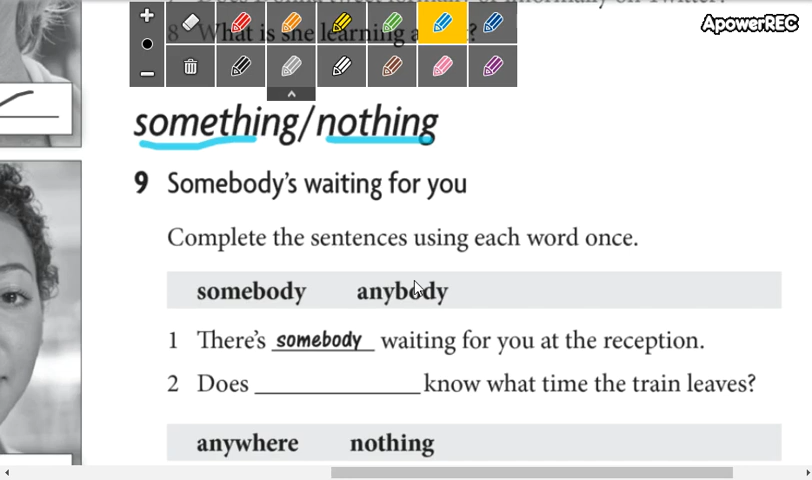 ApowerREC
8 What is she learning a
something/nothing
9 Somebody's waiting for you
Complete the sentences using each word once.
somebody anybody
1 There's somebody waiting for you at the reception.
2 Does ____________ know what time the train leaves?
anywhere nothing